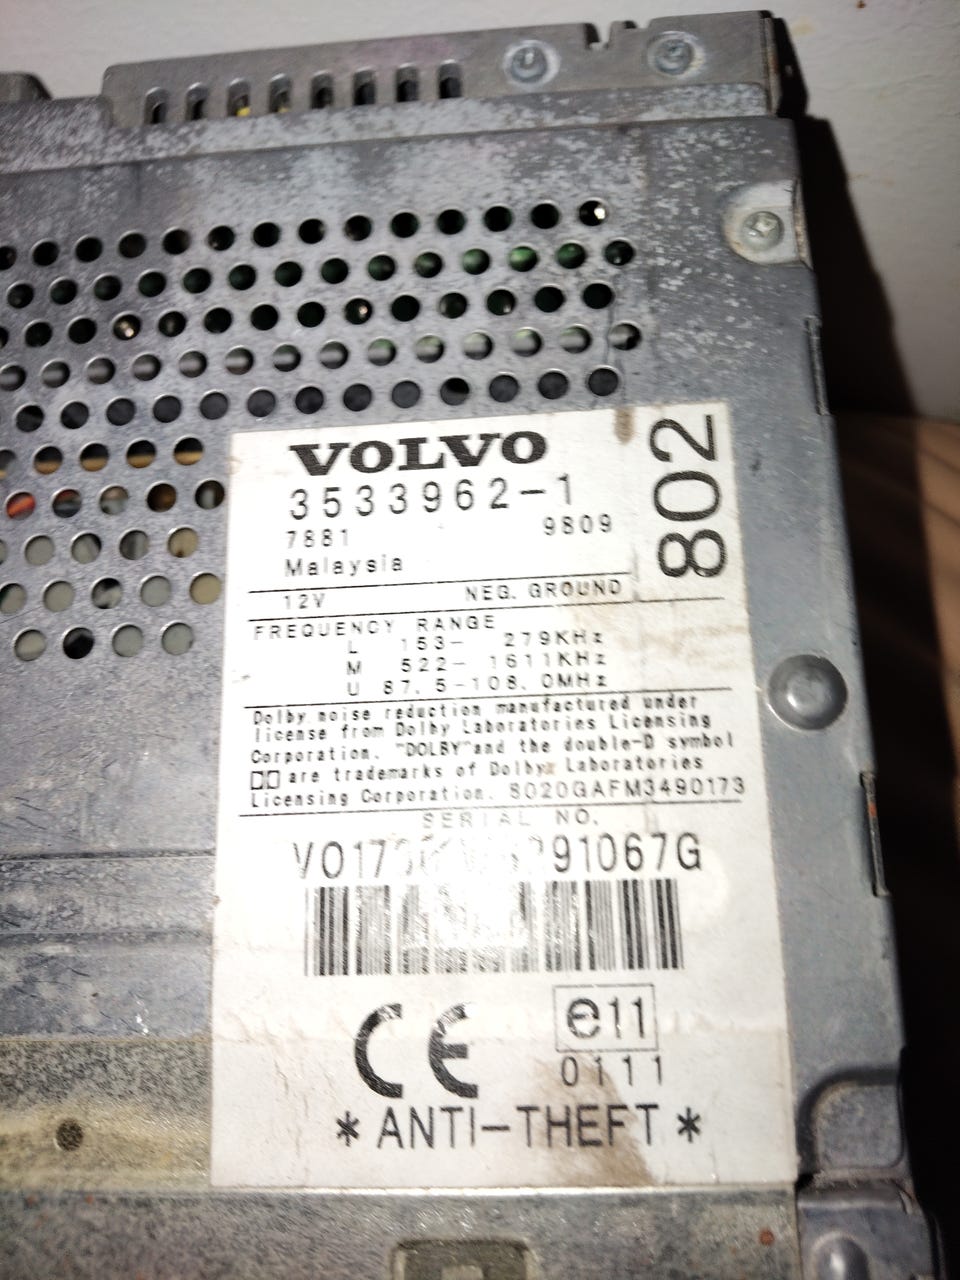 VOLVO
802
3533962-1
7881 9809
Malaysia
12V NEG. GROUND
FREQUENCY RANGE
L 153- 279KHz
M 522- 1611KHz
U 87.5-108.0MHz
Dolby noise reduction manufactured under
license from Dolby Laboratories Licensing
Corporation. "DOLBY"and the double-D symbol
are trademarks of Dolby Laboratories
Licensing Corporation. 8020GAFM3490173
SERIAL NO.
CE
e11
0111
* ANTI-THEFT *